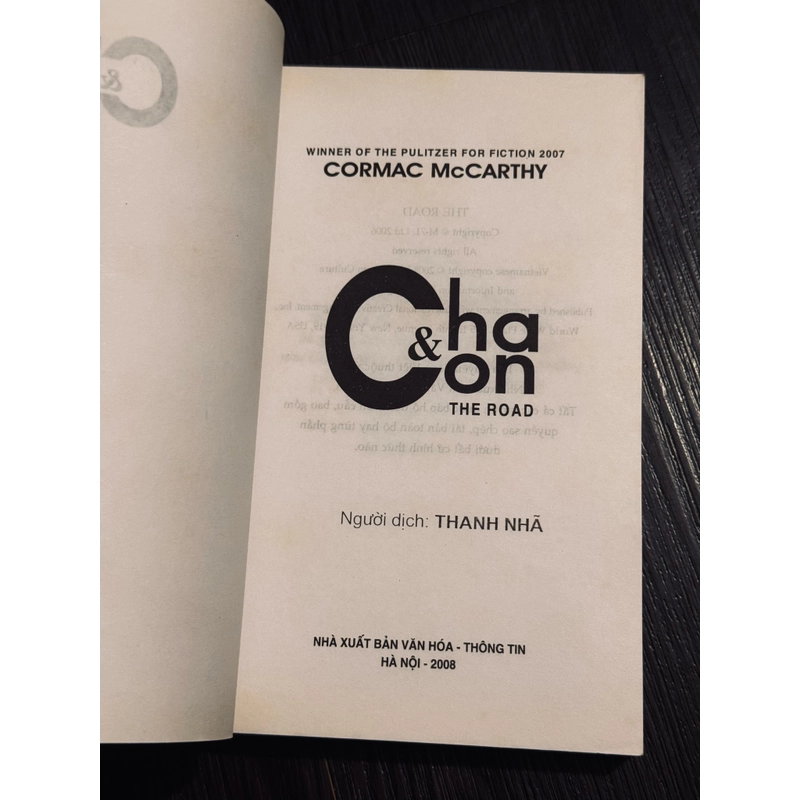 WINNER OF THE PULITZER FOR FICTION 2007
CORMAC McCARTHY
Cha
& Con
THE ROAD
Người dịch: THANH NHÃ
NHÀ XUẤT BẢN VĂN HÓA - THÔNG TIN
HÀ NỘI - 2008